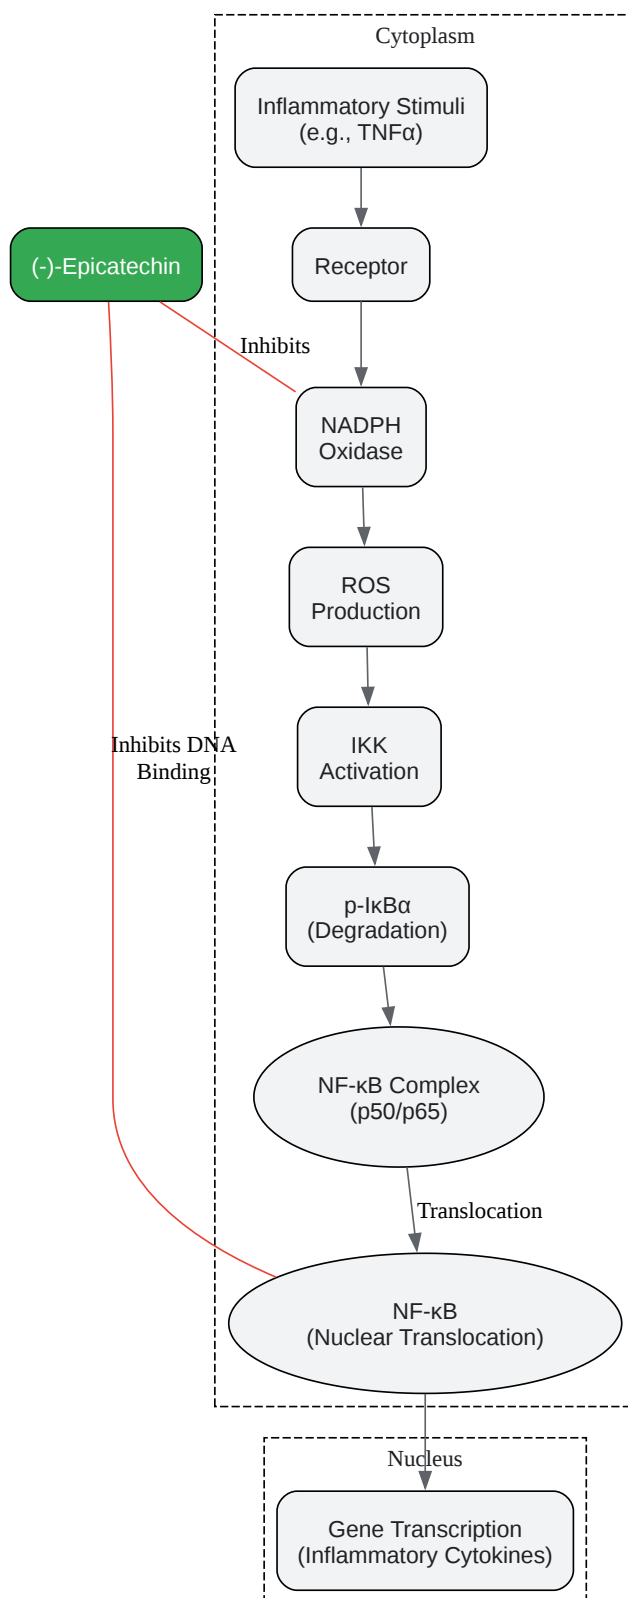 Cytoplasm
Inflammatory Stimuli
(e.g., TNFα)
(-)-Epicatechin
Receptor
Inhibits
NADPH
Oxidase
ROS
Production
Inhibits DNA
Binding
IKK
Activation
p-IκBα
(Degradation)
NF-κB Complex
(p50/p65)
Translocation
NF-κB
(Nuclear Translocation)
Nucleus
Gene Transcription
(Inflammatory Cytokines)